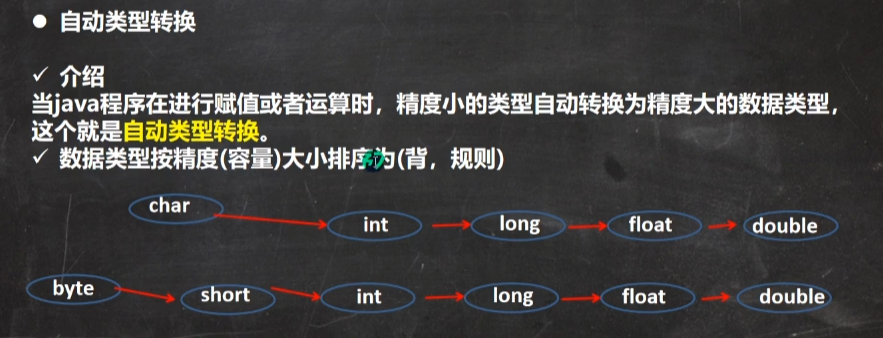 ● 自动类型转换
✓ 介绍
当java程序在进行赋值或者运算时，精度小的类型自动转换为精度大的数据类型，
这个就是自动类型转换。
✓ 数据类型按精度(容量)大小排序为(背，规则)
char int long float double
byte short int long float double